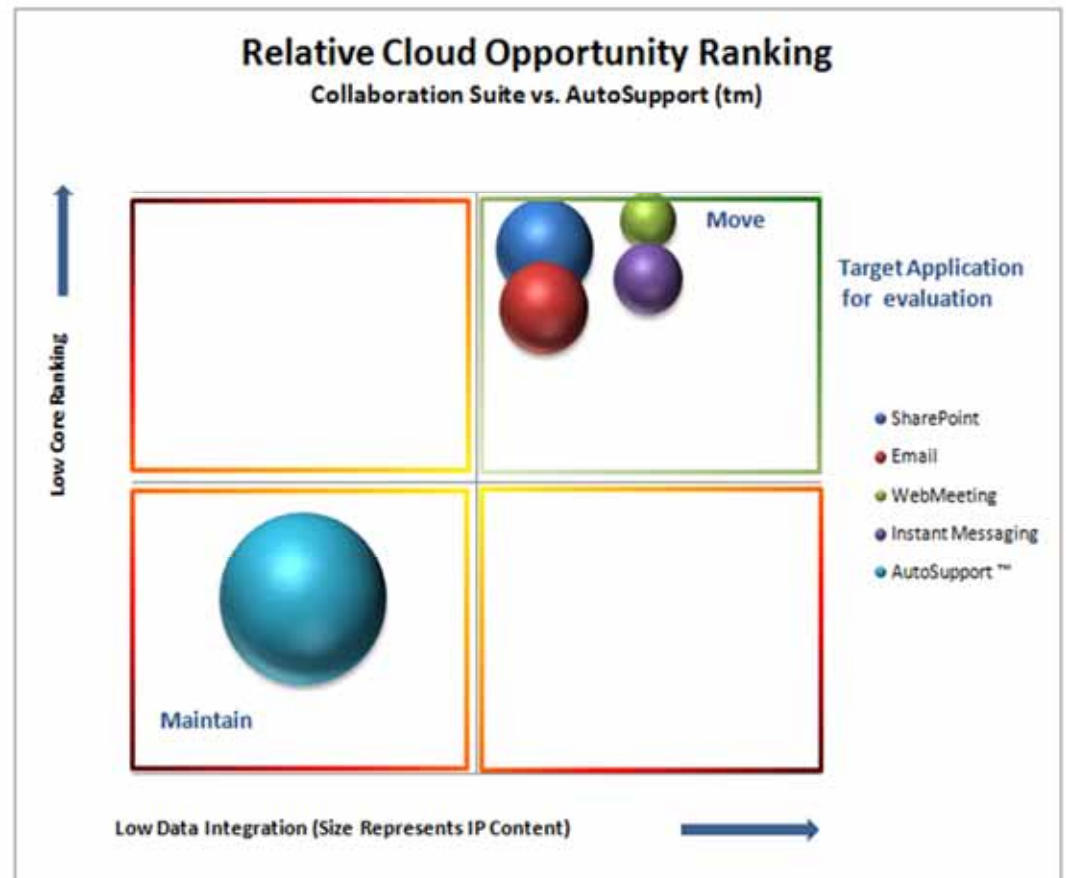 Relative Cloud Opportunity Ranking
Collaboration Suite vs. AutoSupport (tm)
Move
Target Application
for evaluation
Low Core Ranking
SharePoint
Email
WebMeeting
Instant Messaging
AutoSupport ™
Maintain
Low Data Integration (Size Represents IP Content)